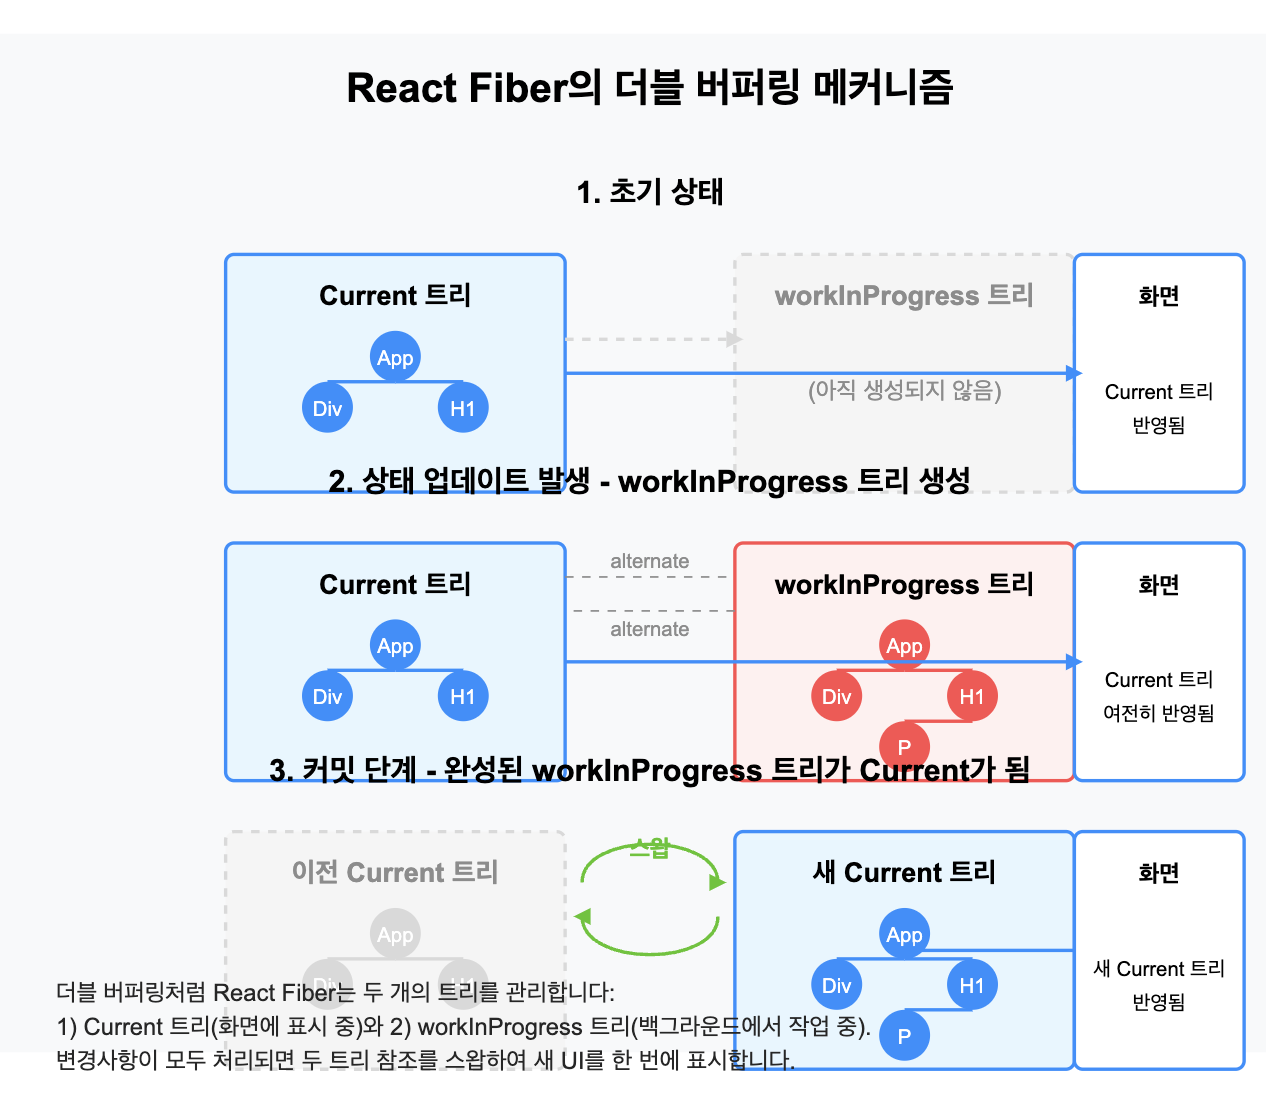 React Fiber의 더블 버퍼링 메커니즘
1. 초기 상태
Current 트리
App
Div
H1
workInProgress 트리
(아직 생성되지 않음)
화면
Current 트리
반영됨
2. 상태 업데이트 발생 - workInProgress 트리 생성
Current 트리
App
Div
H1
alternate
alternate
workInProgress 트리
App
Div
H1
P
화면
Current 트리
여전히 반영됨
3. 커밋 단계 - 완성된 workInProgress 트리가 Current가 됨
이전 Current 트리
App
Div
H1
스왑
새 Current 트리
App
Div
H1
P
화면
새 Current 트리
반영됨
더블 버퍼링처럼 React Fiber는 두 개의 트리를 관리합니다:
1) Current 트리(화면에 표시 중)와 2) workInProgress 트리(백그라운드에서 작업 중).
변경사항이 모두 처리되면 두 트리 참조를 스왑하여 새 UI를 한 번에 표시합니다.